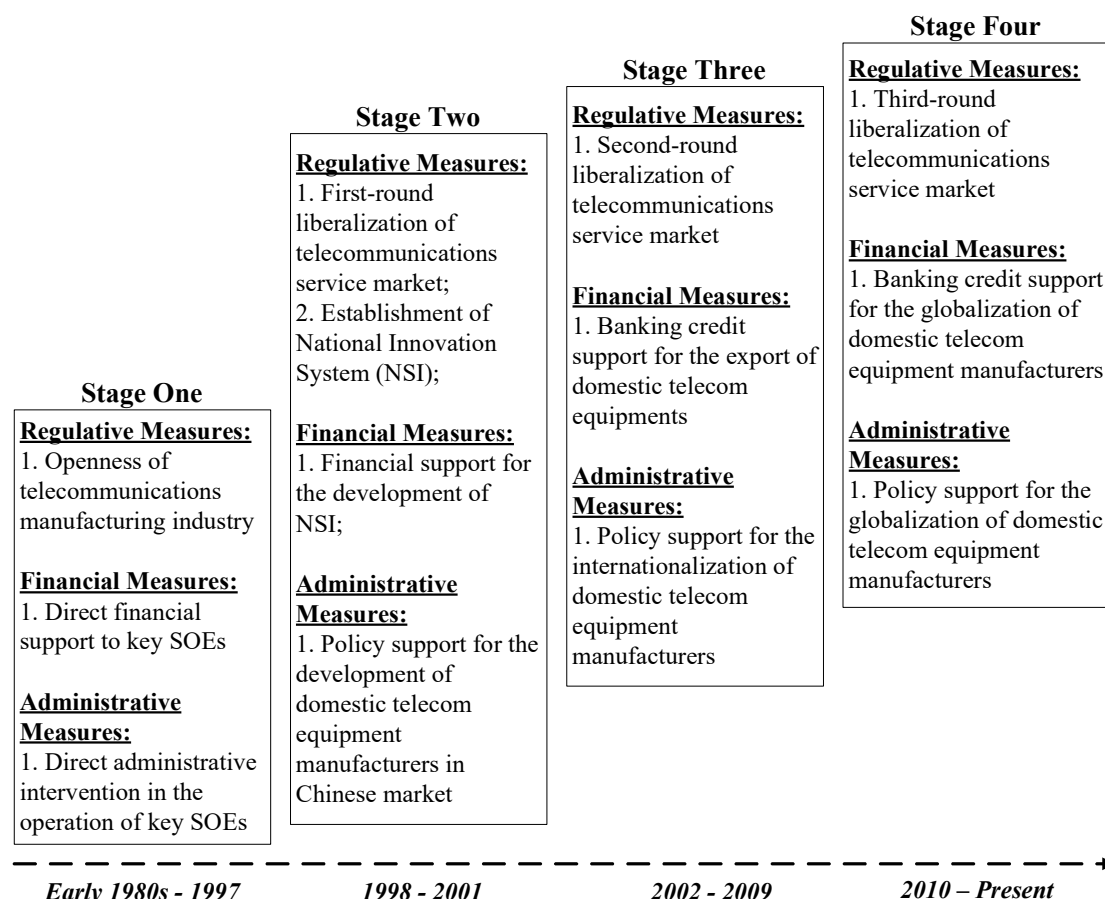 Stage One
Regulative Measures:
1. Openness of
telecommunications
manufacturing industry
Financial Measures:
1. Direct financial
support to key SOEs
Administrative
Measures:
1. Direct administrative
intervention in the
operation of key SOEs
Stage Two
Regulative Measures:
1. First-round
liberalization of
telecommunications
service market;
2. Establishment of
National Innovation
System (NSI);
Financial Measures:
1. Financial support for
the development of
NSI;
Administrative
Measures:
1. Policy support for the
development of
domestic telecom
equipment
manufacturers in
Chinese market
Stage Three
Regulative Measures:
1. Second-round
liberalization of
telecommunications
service market
Financial Measures:
1. Banking credit
support for the export of
domestic telecom
equipments
Administrative
Measures:
1. Policy support for the
internationalization of
domestic telecom
equipment
manufacturers
Stage Four
Regulative Measures:
1. Third-round
liberalization of
telecommunications
service market
Financial Measures:
1. Banking credit support
for the globalization of
domestic telecom
equipment manufacturers
Administrative
Measures:
1. Policy support for the
globalization of domestic
telecom equipment
manufacturers
Early 1980s - 1997
1998 - 2001
2002 - 2009
2010 – Present